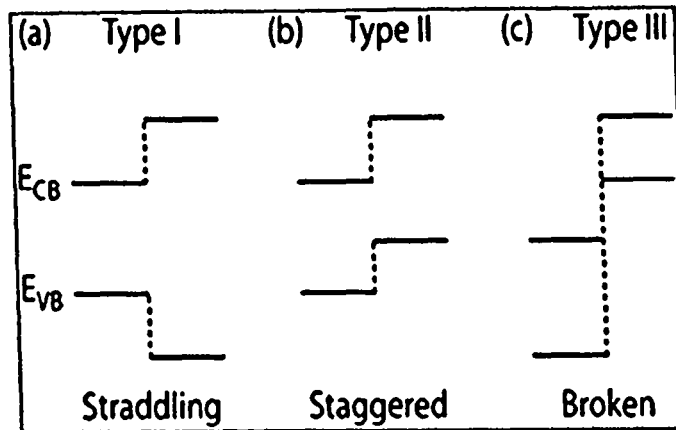 (a) Type I (b) Type II (c) Type III
E_CB
E_VB
Straddling Staggered Broken